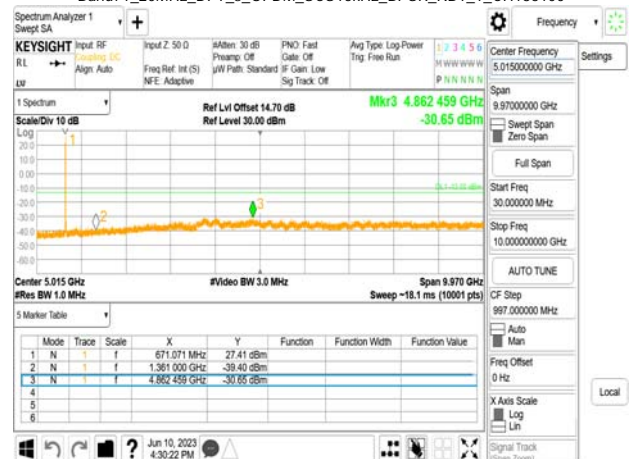 Spectrum Analyzer 1
Swept SA
Frequency
KEYSIGHT
Input: RF
Coupling: DC
Align: Auto
Input Z: 50 Ω
Freq Ref: Int (S)
NFE: Adaptive
#Atten: 30 dB
Preamp: Off
µW Path: Standard
PNO: Fast
Gate: Off
IF Gain: Low
Sig Track: Off
Avg Type: Log-Power
Trig: Free Run
1 2 3 4 5 6
M W W W W W
P N N N N N
RL
Center Frequency
5.015000000 GHz
Settings
1 Spectrum
Scale/Div 10 dB
Ref Lvl Offset 14.70 dB
Ref Level 30.00 dBm
Mkr3 4.862 459 GHz
-30.65 dBm
Span
9.97000000 GHz
Swept Span
Zero Span
Full Span
Start Freq
30.000000 MHz
Stop Freq
10.000000000 GHz
AUTO TUNE
Log
20.0
10.0
0.00
-10.0
-20.0
-30.0
-40.0
-50.0
-60.0
1
2
3
Center 5.015 GHz
#Res BW 1.0 MHz
#Video BW 3.0 MHz
Span 9.970 GHz
Sweep ~18.1 ms (10001 pts)
CF Step
997.000000 MHz
Auto
Man
Freq Offset
0 Hz
X Axis Scale
Log
Lin
Local
Signal Track
5 Marker Table
Mode Trace Scale X Y Function Function Width Function Value
1 N 1 f 671.071 MHz 27.41 dBm
2 N 1 f 1.361 000 GHz -39.40 dBm
3 N 1 f 4.862 459 GHz -30.65 dBm
4
5
6
Jun 10, 2023
4:30:22 PM